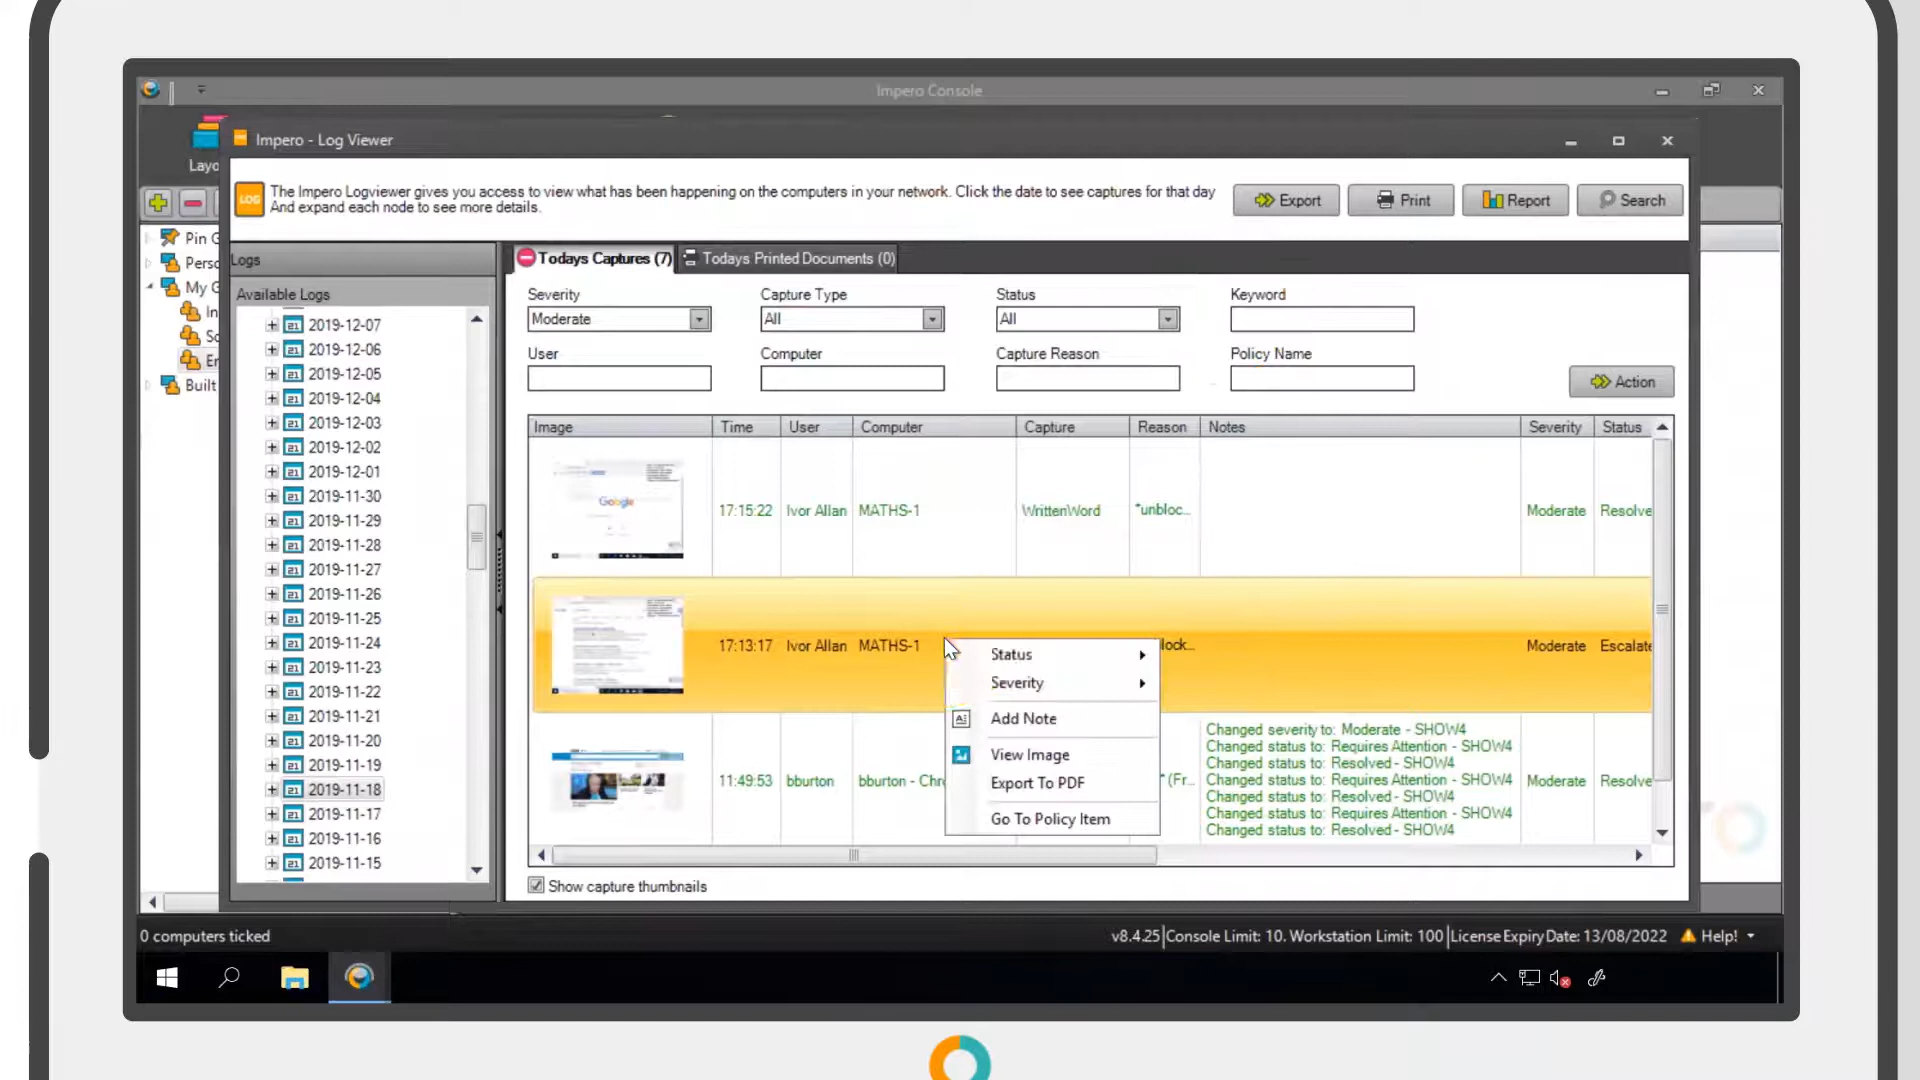 Impero Console
Layo
Impero - Log Viewer
LOG
The Impero Logviewer gives you access to view what has been happening on the computers in your network. Click the date to see captures for that day
And expand each node to see more details.
Export
Print
Report
Search
Pin G
Perso
My G
In
So
En
Built
Logs
Available Logs
2019-12-07
2019-12-06
2019-12-05
2019-12-04
2019-12-03
2019-12-02
2019-12-01
2019-11-30
2019-11-29
2019-11-28
2019-11-27
2019-11-26
2019-11-25
2019-11-24
2019-11-23
2019-11-22
2019-11-21
2019-11-20
2019-11-19
2019-11-18
2019-11-17
2019-11-16
2019-11-15
Todays Captures (7)
Todays Printed Documents (0)
Severity
Capture Type
Status
Keyword
Moderate
All
All
User
Computer
Capture Reason
Policy Name
Action
Image Time User Computer Capture Reason Notes Severity Status
Google
17:15:22 Ivor Allan MATHS-1 WrittenWord *unbloc... Moderate Resolve
17:13:17 Ivor Allan MATHS-1 lock... Moderate Escalate
11:49:53 bburton bburton - Chr * (Fr... Moderate Resolve
Changed severity to: Moderate - SHOW4
Changed status to: Requires Attention - SHOW4
Changed status to: Resolved - SHOW4
Changed status to: Requires Attention - SHOW4
Changed status to: Resolved - SHOW4
Changed status to: Requires Attention - SHOW4
Changed status to: Resolved - SHOW4
Status
Severity
Add Note
View Image
Export To PDF
Go To Policy Item
Show capture thumbnails
0 computers ticked
v8.4.25 Console Limit: 10. Workstation Limit: 100 License Expiry Date: 13/08/2022 Help!